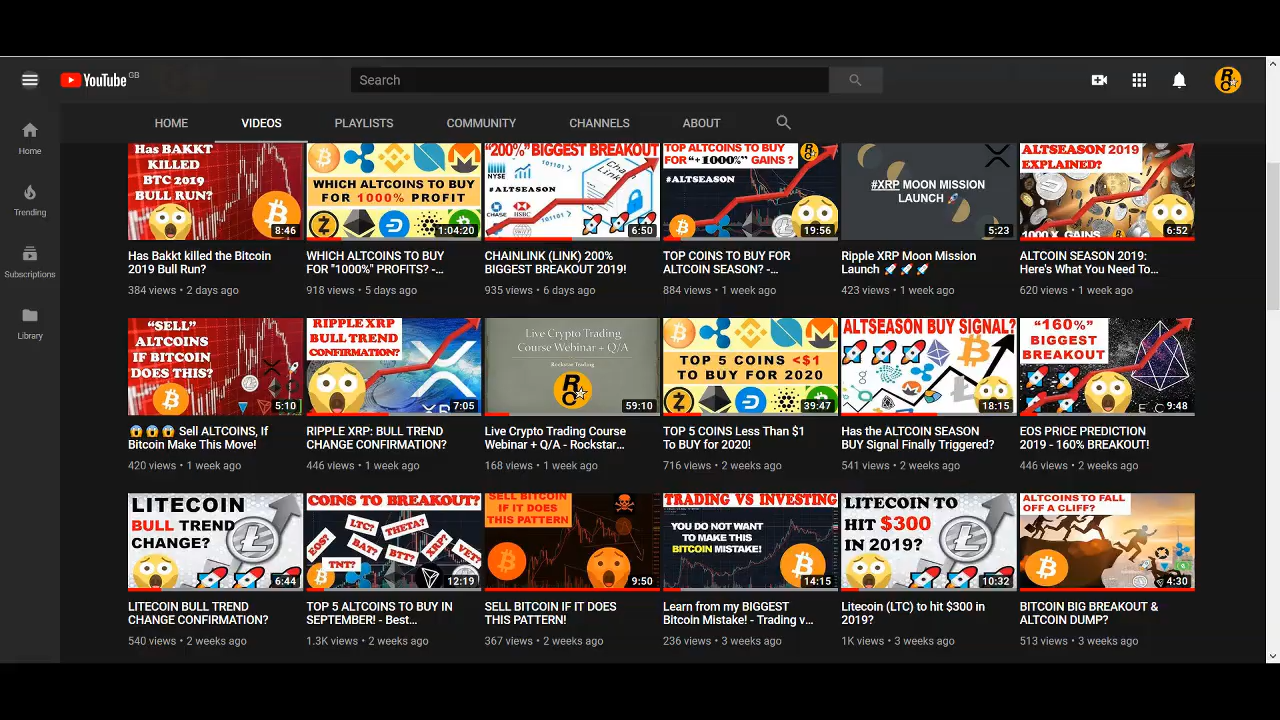 YouTube GB
Search
Home
Trending
Subscriptions
Library
HOME VIDEOS PLAYLISTS COMMUNITY CHANNELS ABOUT
Has BAKKT
KILLED
BTC 2019
BULL RUN?
8:46
WHICH ALTCOINS TO BUY
FOR 1000% PROFIT
1:04:20
"200%" BIGGEST BREAKOUT
NYSE
#ALTSEASON
CHASE
HSBC
Chain
Link
101101
6:50
TOP ALTCOINS TO BUY
FOR "+1000%" GAINS ?
#ALTSEASON
19:56
#XRP MOON MISSION
LAUNCH 🚀
5:23
ALTSEASON 2019
EXPLAINED?
1000X GAINS
6:52
Has Bakkt killed the Bitcoin
2019 Bull Run?
384 views • 2 days ago
WHICH ALTCOINS TO BUY
FOR "1000%" PROFITS? -...
918 views • 5 days ago
CHAINLINK (LINK) 200%
BIGGEST BREAKOUT 2019!
935 views • 6 days ago
TOP COINS TO BUY FOR
ALTCOIN SEASON? -...
884 views • 1 week ago
Ripple XRP Moon Mission
Launch 🚀 🚀 🚀
423 views • 1 week ago
ALTCOIN SEASON 2019:
Here's What You Need To...
620 views • 1 week ago
"SELL"
ALTCOINS
IF BITCOIN
DOES THIS?
5:10
RIPPLE XRP
BULL TREND
CONFIRMATION?
7:05
Live Crypto Trading
Course Webinar + Q/A
Rockstar Trading
59:10
TOP 5 COINS <$1
TO BUY FOR 2020
39:47
ALTSEASON BUY SIGNAL?
18:15
"160%"
BIGGEST
BREAKOUT
9:48
😱 😱 😱 Sell ALTCOINS, If
Bitcoin Make This Move!
420 views • 1 week ago
RIPPLE XRP: BULL TREND
CHANGE CONFIRMATION?
446 views • 1 week ago
Live Crypto Trading Course
Webinar + Q/A - Rockstar...
168 views • 1 week ago
TOP 5 COINS Less Than $1
To BUY for 2020!
716 views • 2 weeks ago
Has the ALTCOIN SEASON
BUY Signal Finally Triggered?
541 views • 2 weeks ago
EOS PRICE PREDICTION
2019 - 160% BREAKOUT!
446 views • 2 weeks ago
LITECOIN
BULL TREND
CHANGE?
6:44
COINS TO BREAKOUT?
LTC?
THETA?
EOS?
BAT?
BTT?
XRP?
VET?
TNT?
12:19
SELL BITCOIN
IF IT DOES
THIS PATTERN
9:50
TRADING VS INVESTING
YOU DO NOT WANT
TO MAKE THIS
BITCOIN MISTAKE!
14:15
LITECOIN TO
HIT $300
IN 2019?
10:32
ALTCOINS TO FALL
OFF A CLIFF?
4:30
LITECOIN BULL TREND
CHANGE CONFIRMATION?
540 views • 2 weeks ago
TOP 5 ALTCOINS TO BUY IN
SEPTEMBER! - Best...
1.3K views • 2 weeks ago
SELL BITCOIN IF IT DOES
THIS PATTERN!
367 views • 2 weeks ago
Learn from my BIGGEST
Bitcoin Mistake! - Trading v...
236 views • 3 weeks ago
Litecoin (LTC) to hit $300 in
2019?
1K views • 3 weeks ago
BITCOIN BIG BREAKOUT &
ALTCOIN DUMP?
513 views • 3 weeks ago